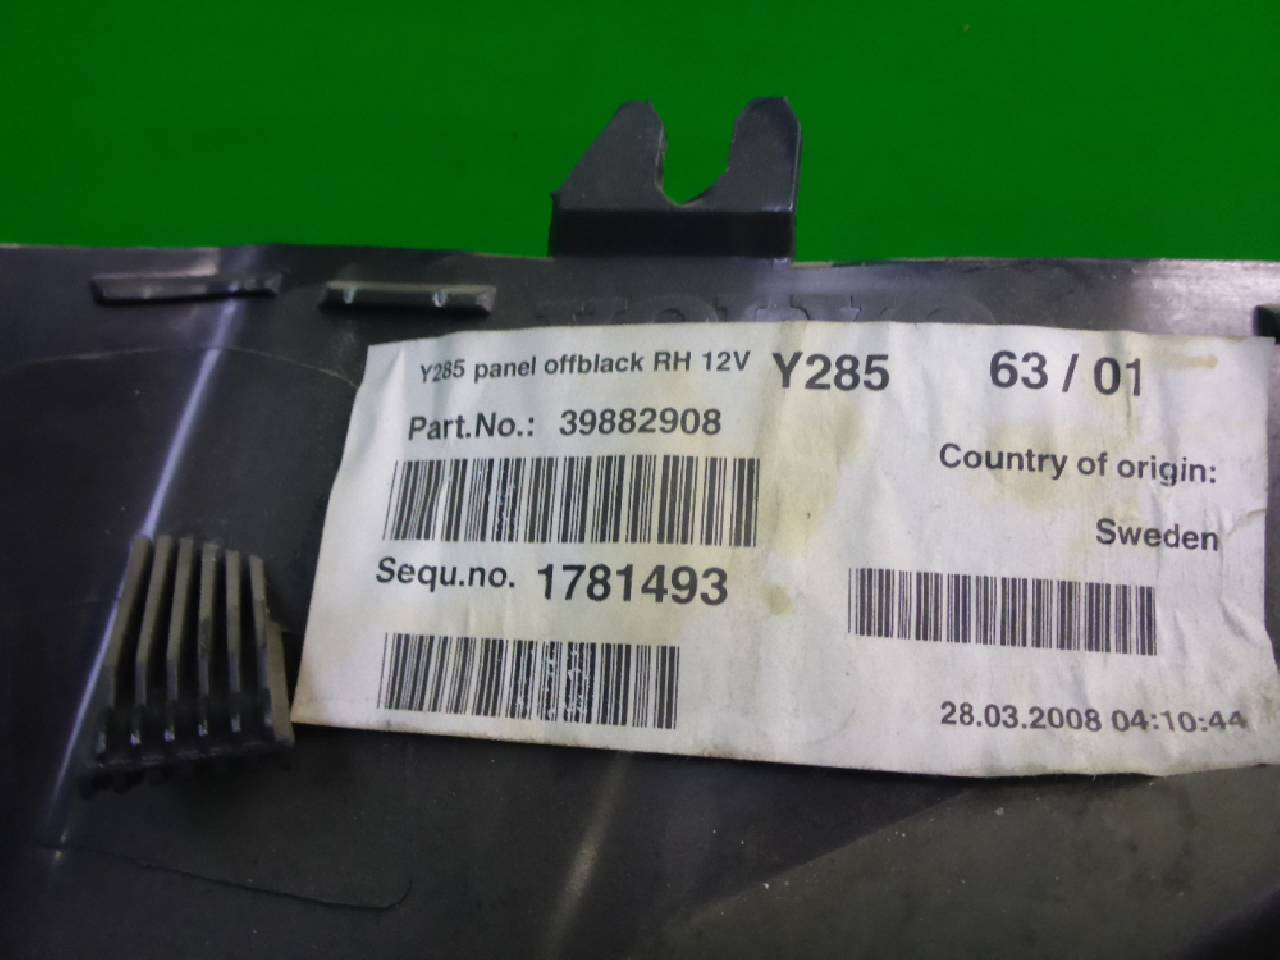 VOLVO
Y285 panel offblack RH 12V Y285 63 / 01
Part.No.: 39882908
Country of origin:
Sweden
Sequ.no. 1781493
28.03.2008 04:10:44